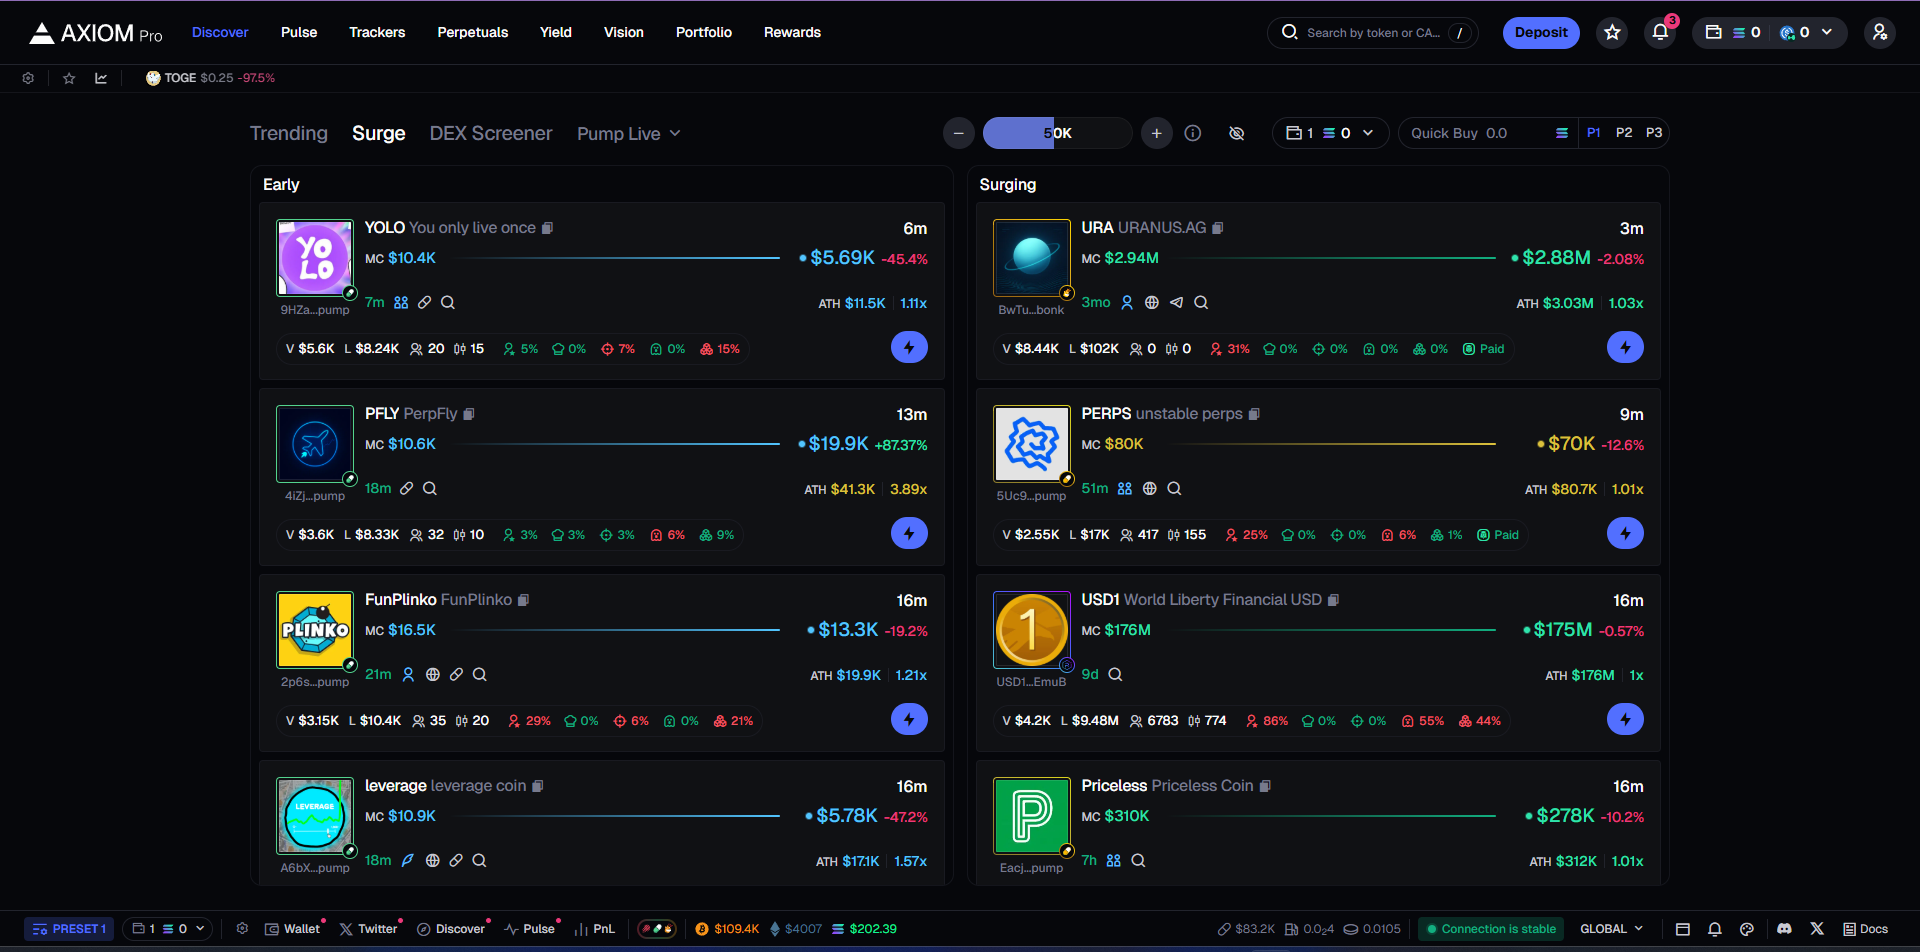 AXIOM Pro Discover Pulse Trackers Perpetuals Yield Vision Portfolio Rewards Search by token or CA... / Deposit 3 0 0
TOGE $0.25 -97.5%
Trending Surge DEX Screener Pump Live 50K 1 0 Quick Buy 0.0 P1 P2 P3
Early
YOLO You only live once 6m
MC $10.4K $5.69K -45.4%
YO LO
7m ATH $11.5K 1.11x
9HZa...pump
V $5.6K L $8.24K 20 15 5% 0% 7% 0% 15%
PFLY PerpFly 13m
MC $10.6K $19.9K +87.37%
18m ATH $41.3K 3.89x
4iZj...pump
V $3.6K L $8.33K 32 10 3% 3% 3% 6% 9%
FunPlinko FunPlinko 16m
MC $16.5K $13.3K -19.2%
PLINKO
21m ATH $19.9K 1.21x
2p6s...pump
V $3.15K L $10.4K 35 20 29% 0% 6% 0% 21%
leverage leverage coin 16m
MC $10.9K $5.78K -47.2%
LEVERAGE
18m ATH $17.1K 1.57x
A6bX...pump
Surging
URA URANUS.AG 3m
MC $2.94M $2.88M -2.08%
3mo ATH $3.03M 1.03x
BwTu...bonk
V $8.44K L $102K 0 0 31% 0% 0% 0% 0% Paid
PERPS unstable perps 9m
MC $80K $70K -12.6%
51m ATH $80.7K 1.01x
5Uc9...pump
V $2.55K L $17K 417 155 25% 0% 0% 6% 1% Paid
USD1 World Liberty Financial USD 16m
MC $176M $175M -0.57%
1
9d ATH $176M 1x
USD1...EmuB
V $4.2K L $9.48M 6783 774 86% 0% 0% 55% 44%
Priceless Priceless Coin 16m
MC $310K $278K -10.2%
P
7h ATH $312K 1.01x
Eacj...pump
PRESET 1 1 0 Wallet Twitter Discover Pulse PnL $109.4K $4007 $202.39 $83.2K 0.0₂4 0.0105 Connection is stable GLOBAL Docs